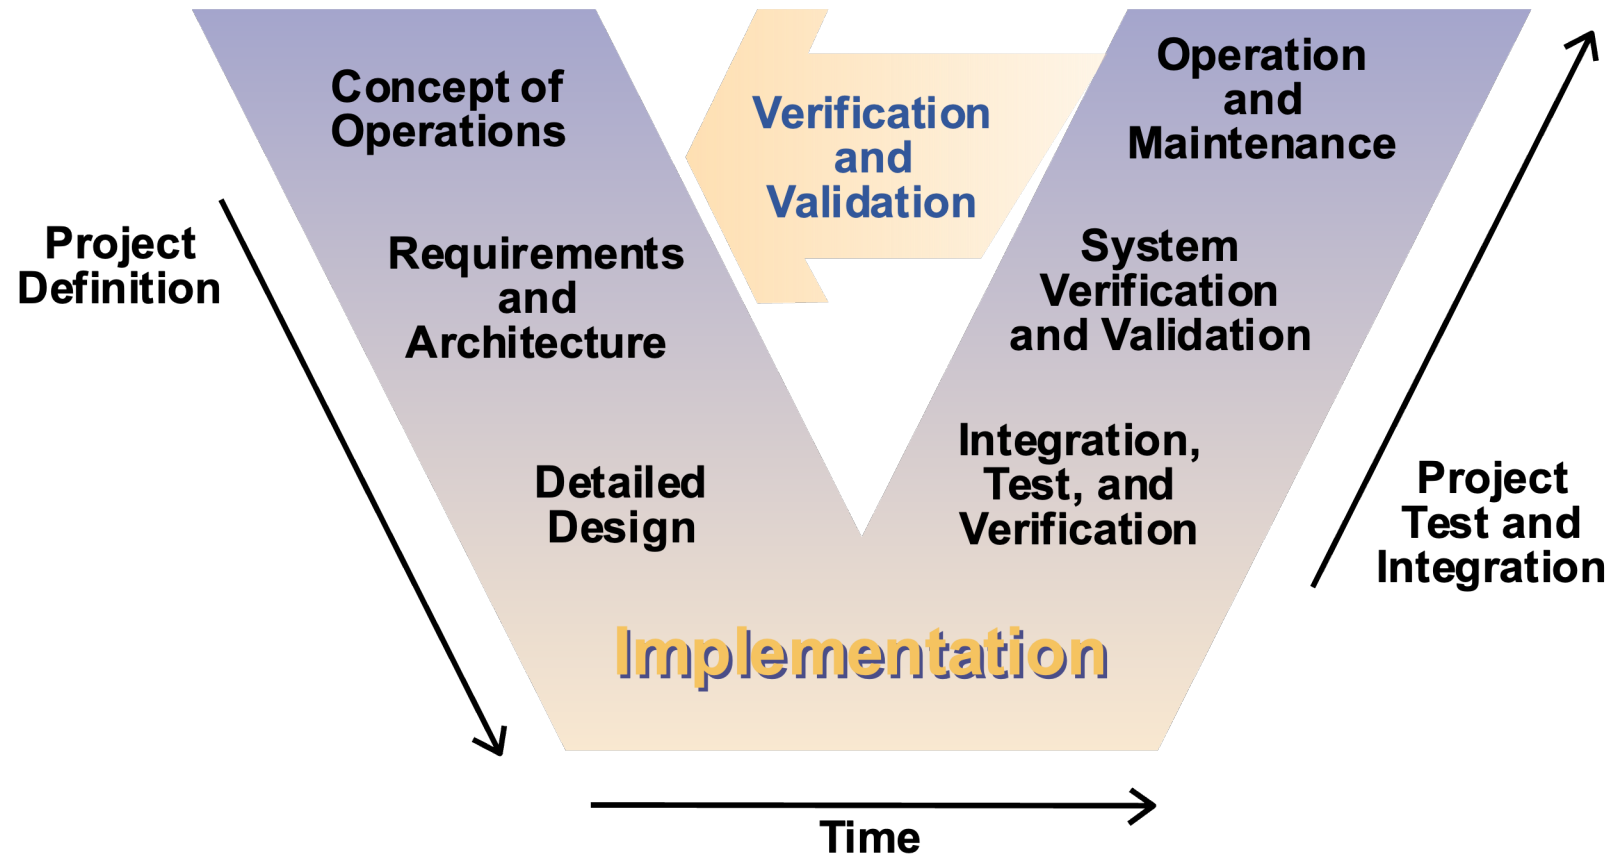 Concept of
Operations
Verification
and
Validation
Operation
and
Maintenance
Project
Definition
Requirements
and
Architecture
System
Verification
and Validation
Detailed
Design
Integration,
Test, and
Verification
Project
Test and
Integration
Implementation
Time